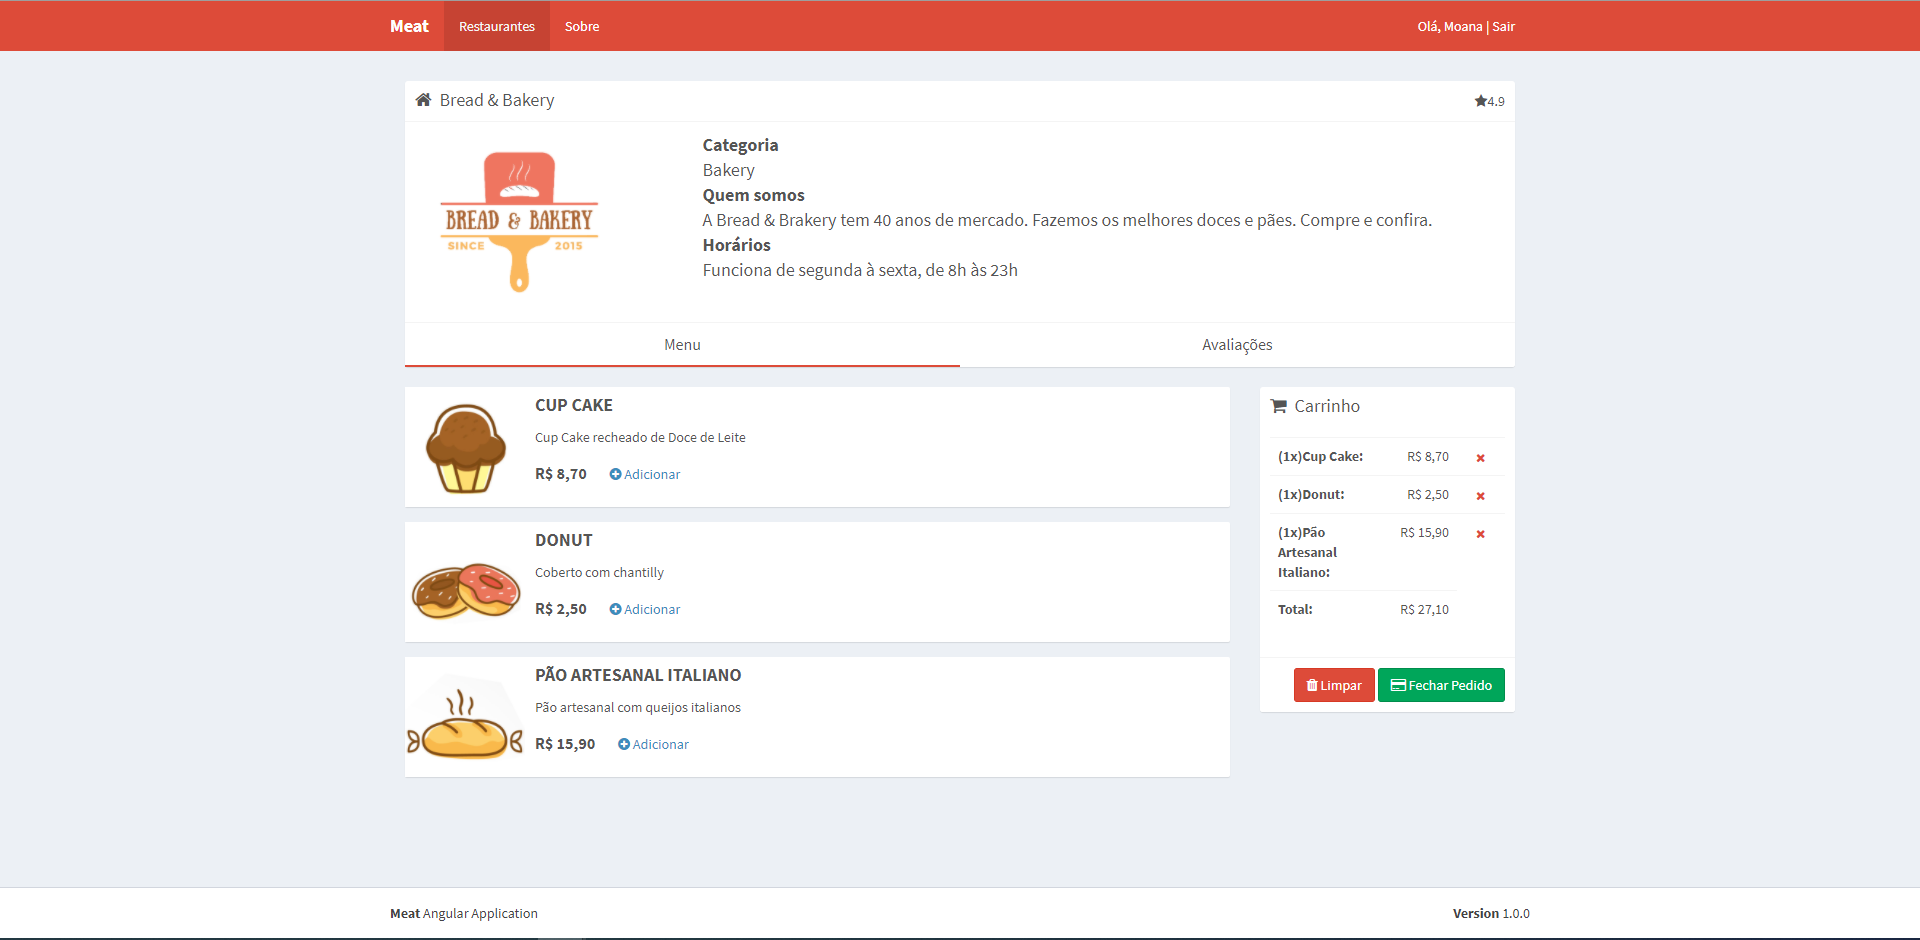 Meat Restaurantes Sobre Olá, Moana | Sair
Bread & Bakery 4.9
BREAD & BAKERY
SINCE 2015
Categoria
Bakery
Quem somos
A Bread & Brakery tem 40 anos de mercado. Fazemos os melhores doces e pães. Compre e confira.
Horários
Funciona de segunda à sexta, de 8h às 23h
Menu Avaliações
CUP CAKE
Cup Cake recheado de Doce de Leite
R$ 8,70 Adicionar
DONUT
Coberto com chantilly
R$ 2,50 Adicionar
PÃO ARTESANAL ITALIANO
Pão artesanal com queijos italianos
R$ 15,90 Adicionar
Carrinho
(1x)Cup Cake: R$ 8,70
(1x)Donut: R$ 2,50
(1x)Pão R$ 15,90
Artesanal
Italiano:
Total: R$ 27,10
Limpar Fechar Pedido
Meat Angular Application Version 1.0.0